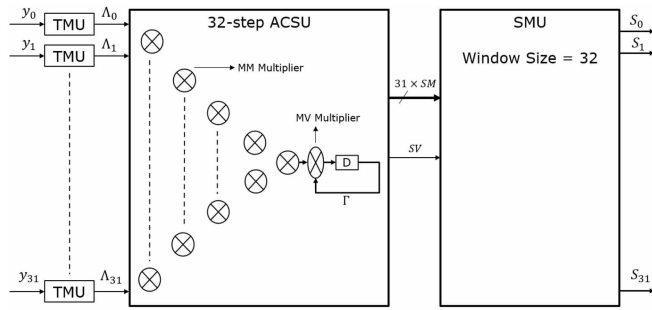 y₀
TMU
Λ₀
32-step ACSU
SMU
S₀
y₁
TMU
Λ₁
S₁
Window Size = 32
MM Multiplier
31 × SM
MV Multiplier
D
SV
Γ
y₃₁
TMU
Λ₃₁
S₃₁